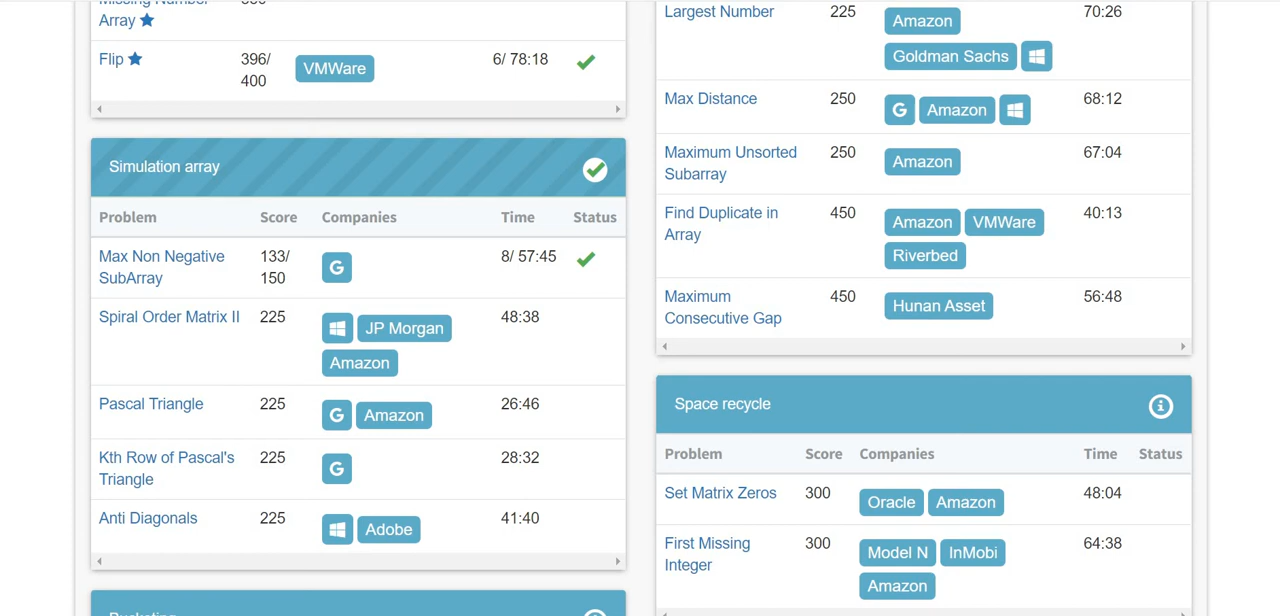 Array
Flip 396/ VMWare 6/ 78:18
400
Simulation array
Problem Score Companies Time Status
Max Non Negative 133/ G 8/ 57:45
SubArray 150
Spiral Order Matrix II 225 JP Morgan 48:38
Amazon
Pascal Triangle 225 G Amazon 26:46
Kth Row of Pascal's 225 G 28:32
Triangle
Anti Diagonals 225 Adobe 41:40
Largest Number 225 Amazon 70:26
Goldman Sachs
Max Distance 250 G Amazon 68:12
Maximum Unsorted 250 Amazon 67:04
Subarray
Find Duplicate in 450 Amazon VMWare 40:13
Array Riverbed
Maximum 450 Hunan Asset 56:48
Consecutive Gap
Space recycle
Problem Score Companies Time Status
Set Matrix Zeros 300 Oracle Amazon 48:04
First Missing 300 Model N InMobi 64:38
Integer Amazon